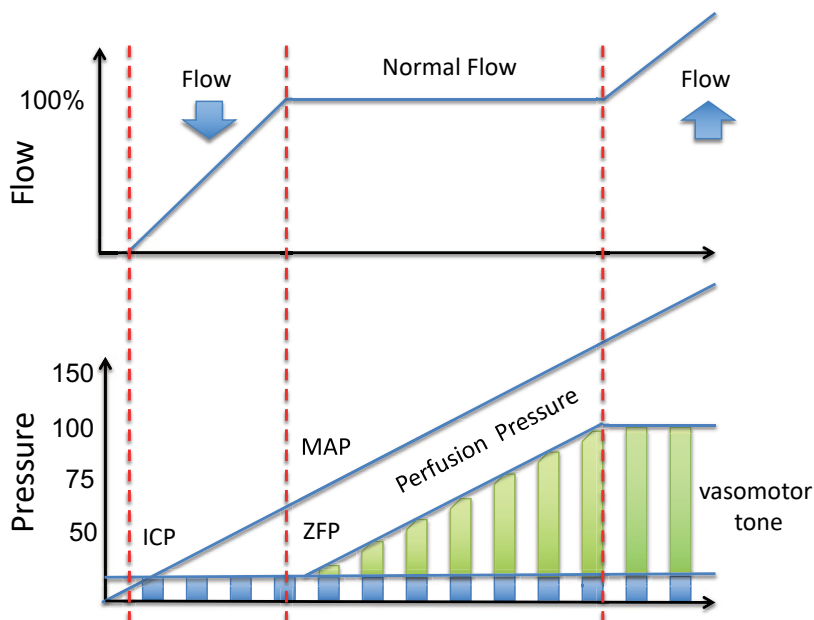 Flow
Normal Flow
Flow
100%
Flow
150
100
75
50
Pressure
MAP
Perfusion Pressure
ICP
ZFP
vasomotor
tone